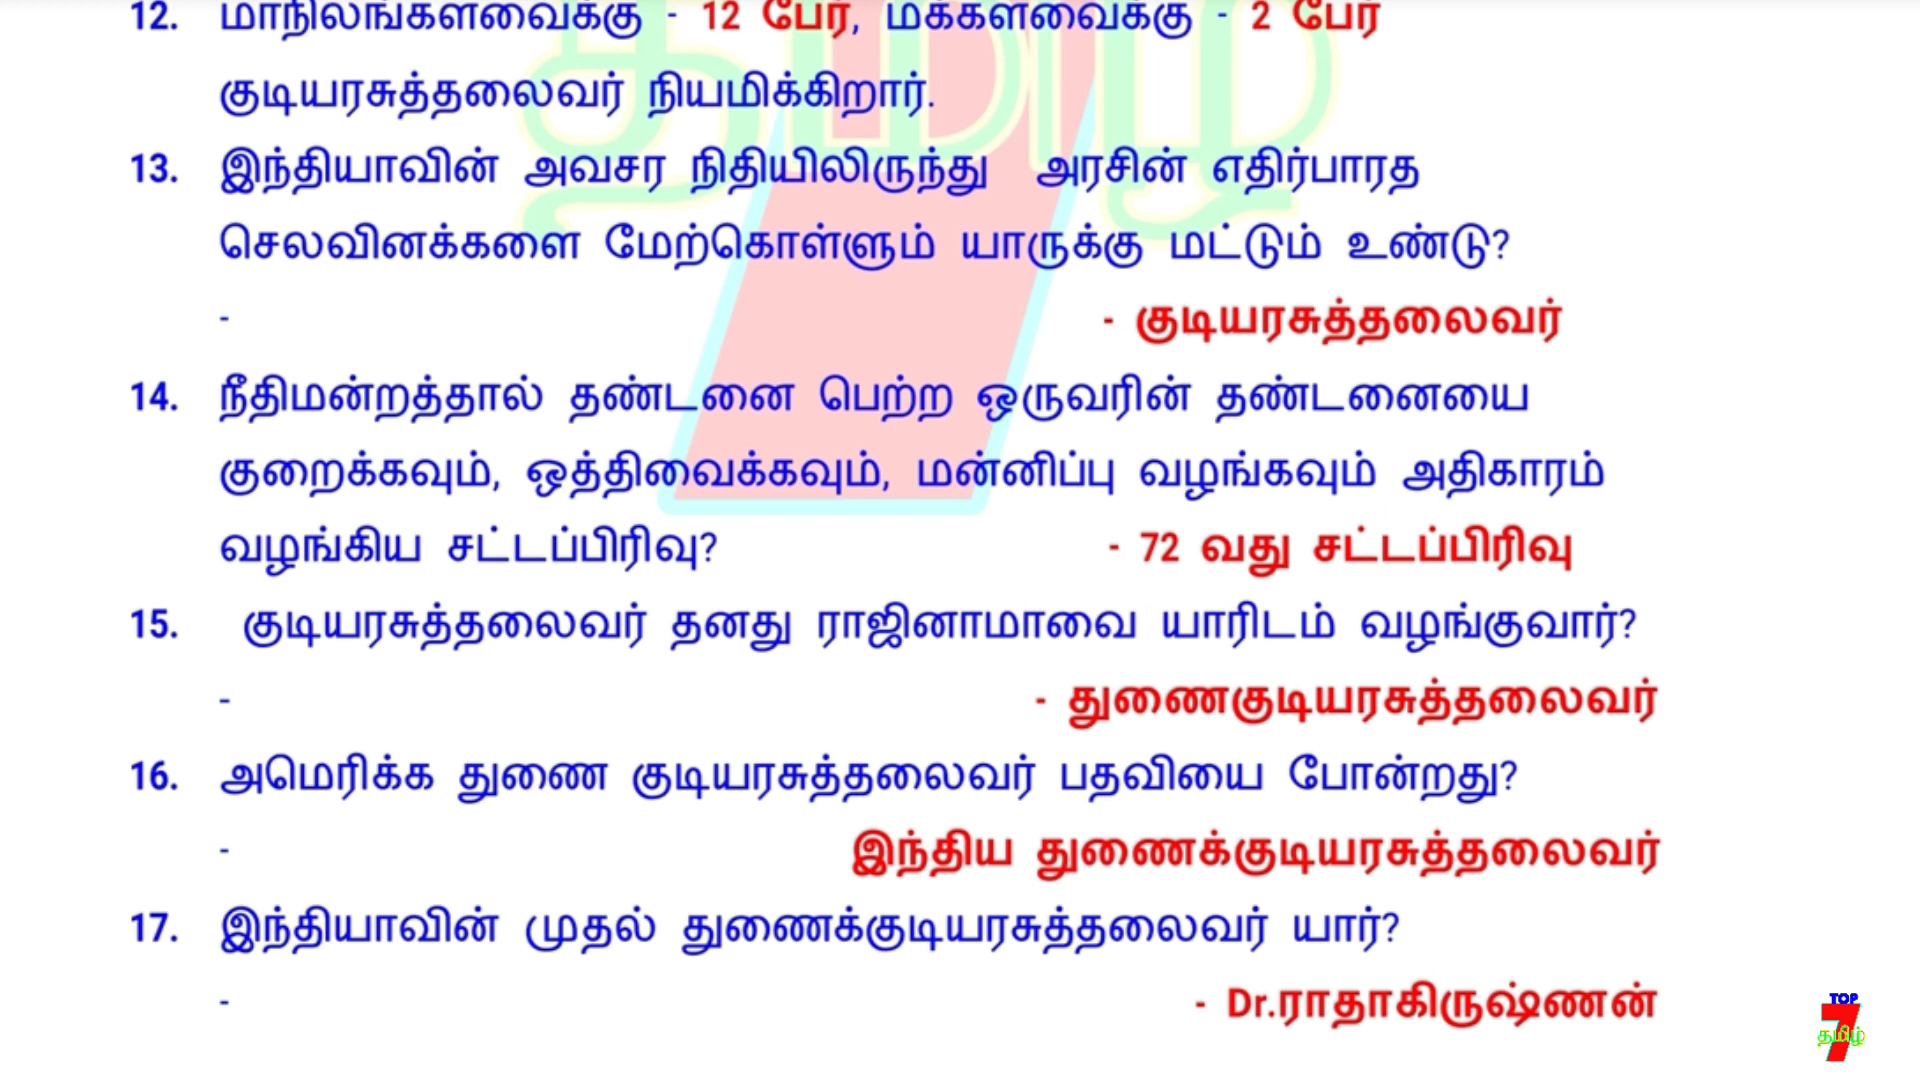 12. மாநிலங்களவைக்கு - 12 பேர், மக்களவைக்கு - 2 பேர்
குடியரசுத்தலைவர் நியமிக்கிறார்.
13. இந்தியாவின் அவசர நிதியிலிருந்து அரசின் எதிர்பாரத
செலவினக்களை மேற்கொள்ளும் யாருக்கு மட்டும் உண்டு?
- - குடியரசுத்தலைவர்
14. நீதிமன்றத்தால் தண்டனை பெற்ற ஒருவரின் தண்டனையை
குறைக்கவும், ஒத்திவைக்கவும், மன்னிப்பு வழங்கவும் அதிகாரம்
வழங்கிய சட்டப்பிரிவு? - 72 வது சட்டப்பிரிவு
15. குடியரசுத்தலைவர் தனது ராஜினாமாவை யாரிடம் வழங்குவார்?
- - துணைகுடியரசுத்தலைவர்
16. அமெரிக்க துணை குடியரசுத்தலைவர் பதவியை போன்றது?
- இந்திய துணைக்குடியரசுத்தலைவர்
17. இந்தியாவின் முதல் துணைக்குடியரசுத்தலைவர் யார்?
- - Dr.ராதாகிருஷ்ணன்
TOP
7
தமிழ்